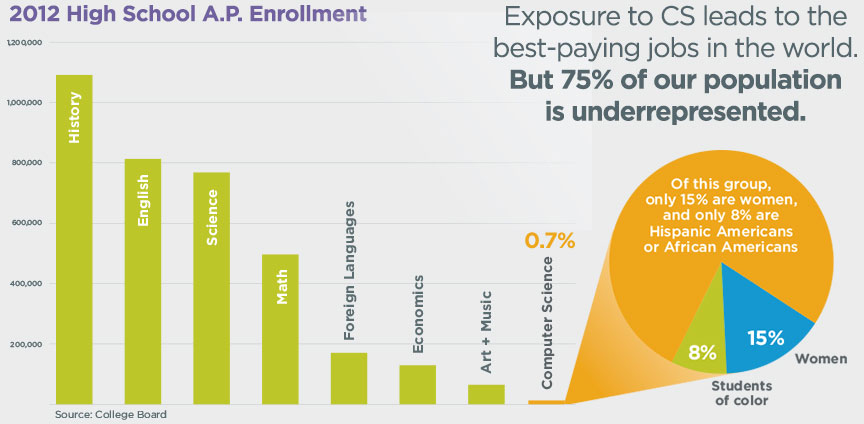 2012 High School A.P. Enrollment
Exposure to CS leads to the
best-paying jobs in the world.
But 75% of our population
is underrepresented.
1,200,000
1,000,000
800,000
600,000
400,000
200,000
History
English
Science
Math
Foreign Languages
Economics
Art + Music
Computer Science
0.7%
Of this group,
only 15% are women,
and only 8% are
Hispanic Americans
or African Americans
15%
8%
Women
Students
of color
Source: College Board